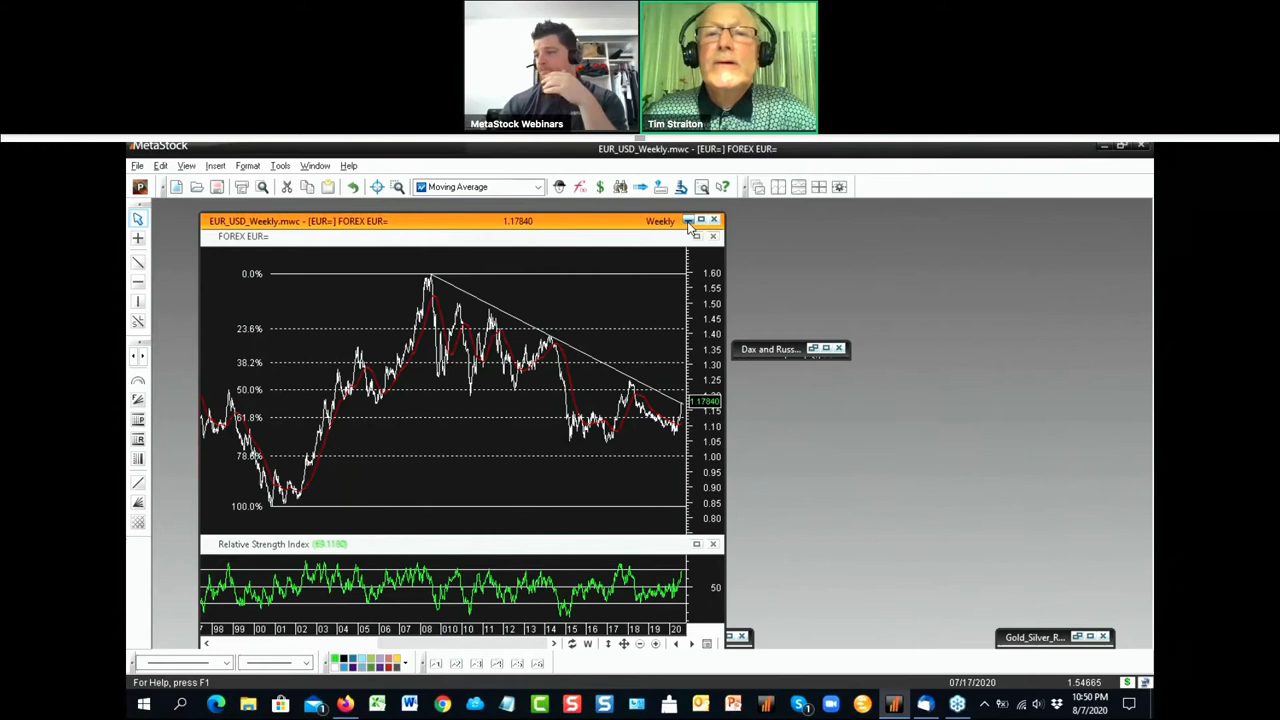 MetaStock Webinars
Tim Straiton
MetaStock
EUR_USD_Weekly.mwc - [EUR=] FOREX EUR=
File Edit View Insert Format Tools Window Help
Moving Average
EUR_USD_Weekly.mwc - [EUR=] FOREX EUR= 1.17840 Weekly
FOREX EUR=
0.0%
23.6%
38.2%
50.0%
61.8%
100.0%
1.60
1.55
1.50
1.45
1.40
1.35
1.30
1.25
1.20
1.17840
1.15
1.10
1.05
1.00
0.95
0.90
0.85
0.80
Dax and Russ...
Relative Strength Index
50
98 99 00 01 02 03 04 05 06 07 08 010 11 12 13 14 15 16 17 18 19 20
W
Gold_Silver_R...
For Help, press F1
07/17/2020
1.54665
10:50 PM
8/7/2020